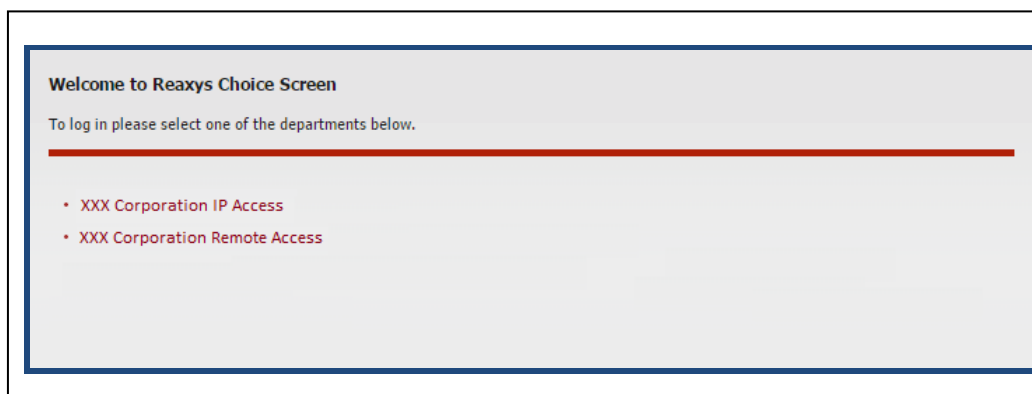 Welcome to Reaxys Choice Screen
To log in please select one of the departments below.
• XXX Corporation IP Access
• XXX Corporation Remote Access